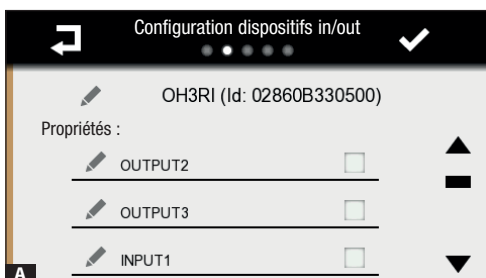 Configuration dispositifs in/out
OH3RI (Id: 02860B330500)
Propriétés :
OUTPUT2
OUTPUT3
INPUT1
A